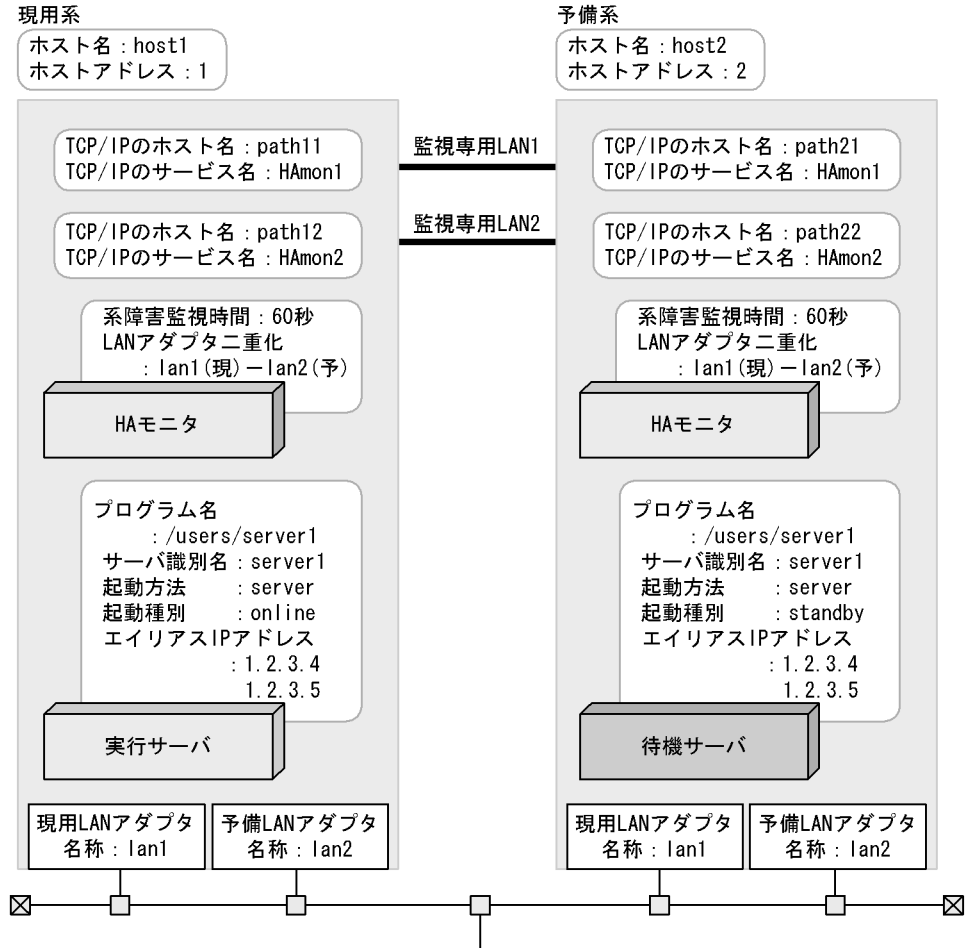 現用系
ホスト名：host1
ホストアドレス：1
TCP/IPのホスト名：path11
TCP/IPのサービス名：HAmon1
TCP/IPのホスト名：path12
TCP/IPのサービス名：HAmon2
系障害監視時間：60秒
LANアダプタ二重化
：lan1(現)－lan2(予)
HAモニタ
プログラム名
：/users/server1
サーバ識別名：server1
起動方法　：server
起動種別　：online
エイリアスIPアドレス
：1.2.3.4
1.2.3.5
実行サーバ
現用LANアダプタ
名称：lan1
予備LANアダプタ
名称：lan2
監視専用LAN1
監視専用LAN2
予備系
ホスト名：host2
ホストアドレス：2
TCP/IPのホスト名：path21
TCP/IPのサービス名：HAmon1
TCP/IPのホスト名：path22
TCP/IPのサービス名：HAmon2
系障害監視時間：60秒
LANアダプタ二重化
：lan1(現)－lan2(予)
HAモニタ
プログラム名
：/users/server1
サーバ識別名：server1
起動方法　：server
起動種別　：standby
エイリアスIPアドレス
：1.2.3.4
1.2.3.5
待機サーバ
現用LANアダプタ
名称：lan1
予備LANアダプタ
名称：lan2